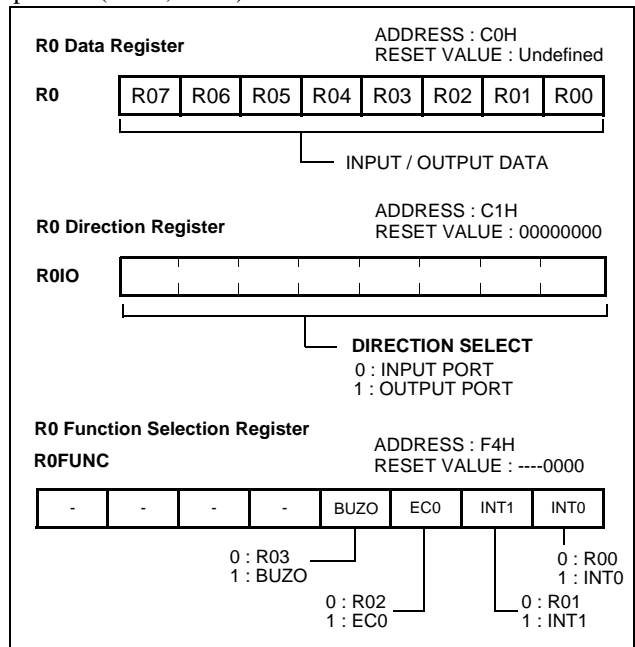 R0 Data Register
ADDRESS : C0H
RESET VALUE : Undefined
R0
R07 R06 R05 R04 R03 R02 R01 R00
INPUT / OUTPUT DATA
R0 Direction Register
ADDRESS : C1H
RESET VALUE : 00000000
R0IO
DIRECTION SELECT
0 : INPUT PORT
1 : OUTPUT PORT
R0 Function Selection Register
R0FUNC
ADDRESS : F4H
RESET VALUE : ----0000
- - - - BUZO EC0 INT1 INT0
0 : R03
1 : BUZO
0 : R00
1 : INT0
0 : R02
1 : EC0
0 : R01
1 : INT1